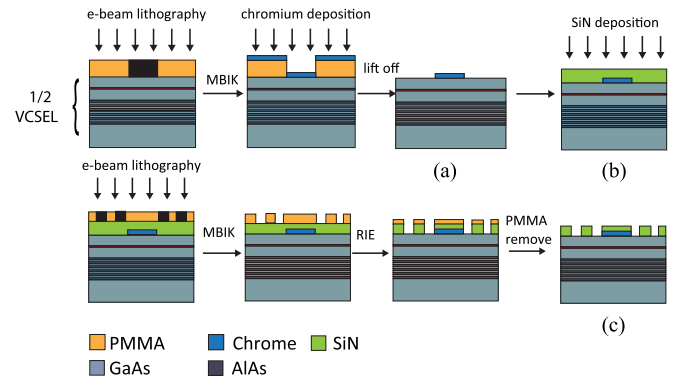 e-beam lithography
chromium deposition
SiN deposition
MBIK
lift off
1/2
VCSEL
(a)
(b)
e-beam lithography
MBIK
RIE
PMMA
remove
(c)
PMMA
Chrome
SiN
GaAs
AlAs